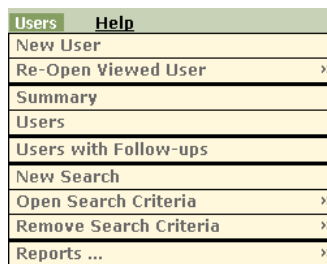 Users Help
New User
Re-Open Viewed User ›
Summary
Users
Users with Follow-ups
New Search
Open Search Criteria ›
Remove Search Criteria ›
Reports ... ›